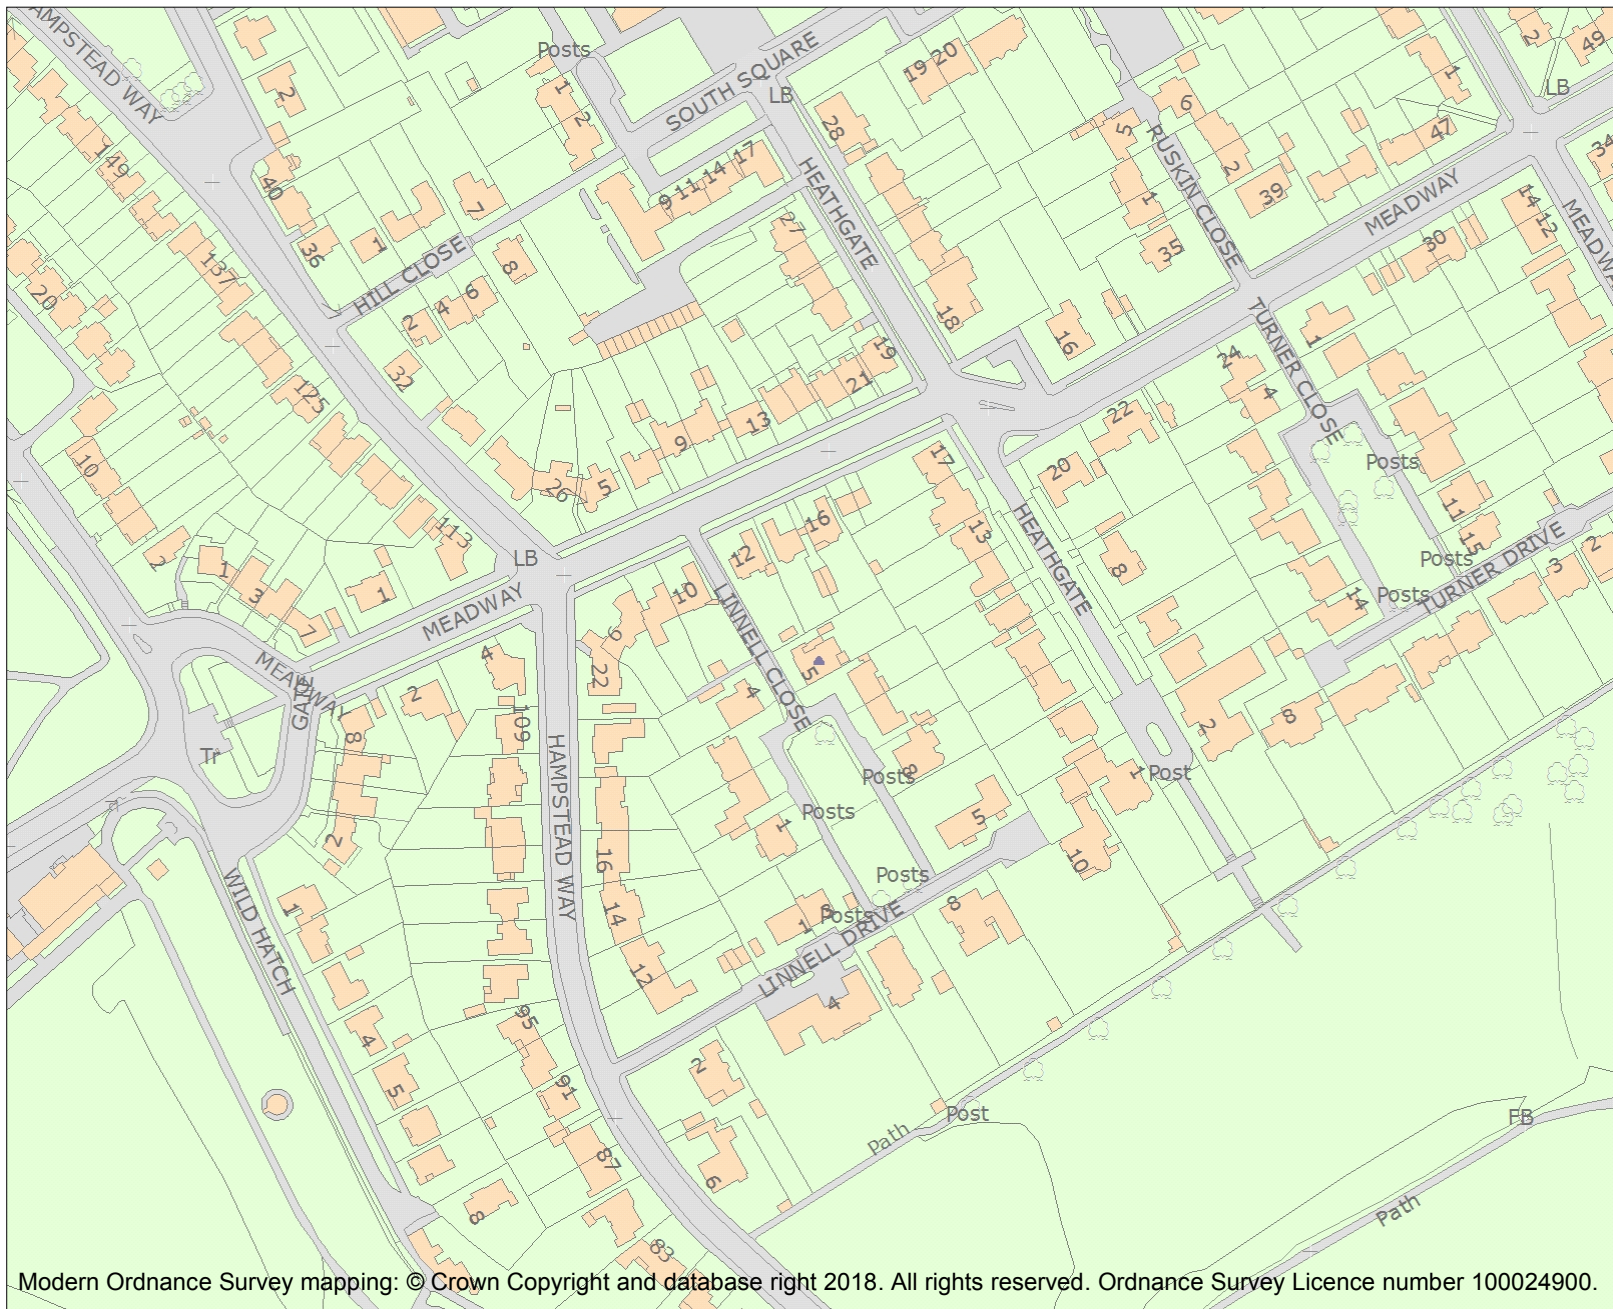 HAMPSTEAD WAY
Posts
SOUTH SQUARE
LB
19 20
2
49
1
LB
2
1
2
28
6
5
47
34
149
40
7
9 11 14 17
HEATHGATE
RUSKIN CLOSE
2
39
1
MEADWAY
14 12
MEADWAY
36
1
HILL CLOSE
8
27
35
30
137
20
2 4 6
18
16
TURNER CLOSE
1
32
19
21
24
4
125
13
9
22
10
26
5
17
20
Posts
11
113
LB
16
13
HEATHGATE
15
TURNER DRIVE
2
1
3
7
2
1
MEADWAY
12
10
LINNELL CLOSE
8
Posts
3
2
Posts
14
6
22
4
MEADWAY
GATE
2
5
4
109
8
Tr
HAMPSTEAD WAY
2
8
Posts
8
Post
1
Posts
1
5
2
16
10
WILD HATCH
1
14
Posts
Posts
1 3
8
LINNELL DRIVE
12
4
95
4
2
91
5
Post
FB
Path
87
6
8
Path
83
Modern Ordnance Survey mapping: © Crown Copyright and database right 2018. All rights reserved. Ordnance Survey Licence number 100024900.